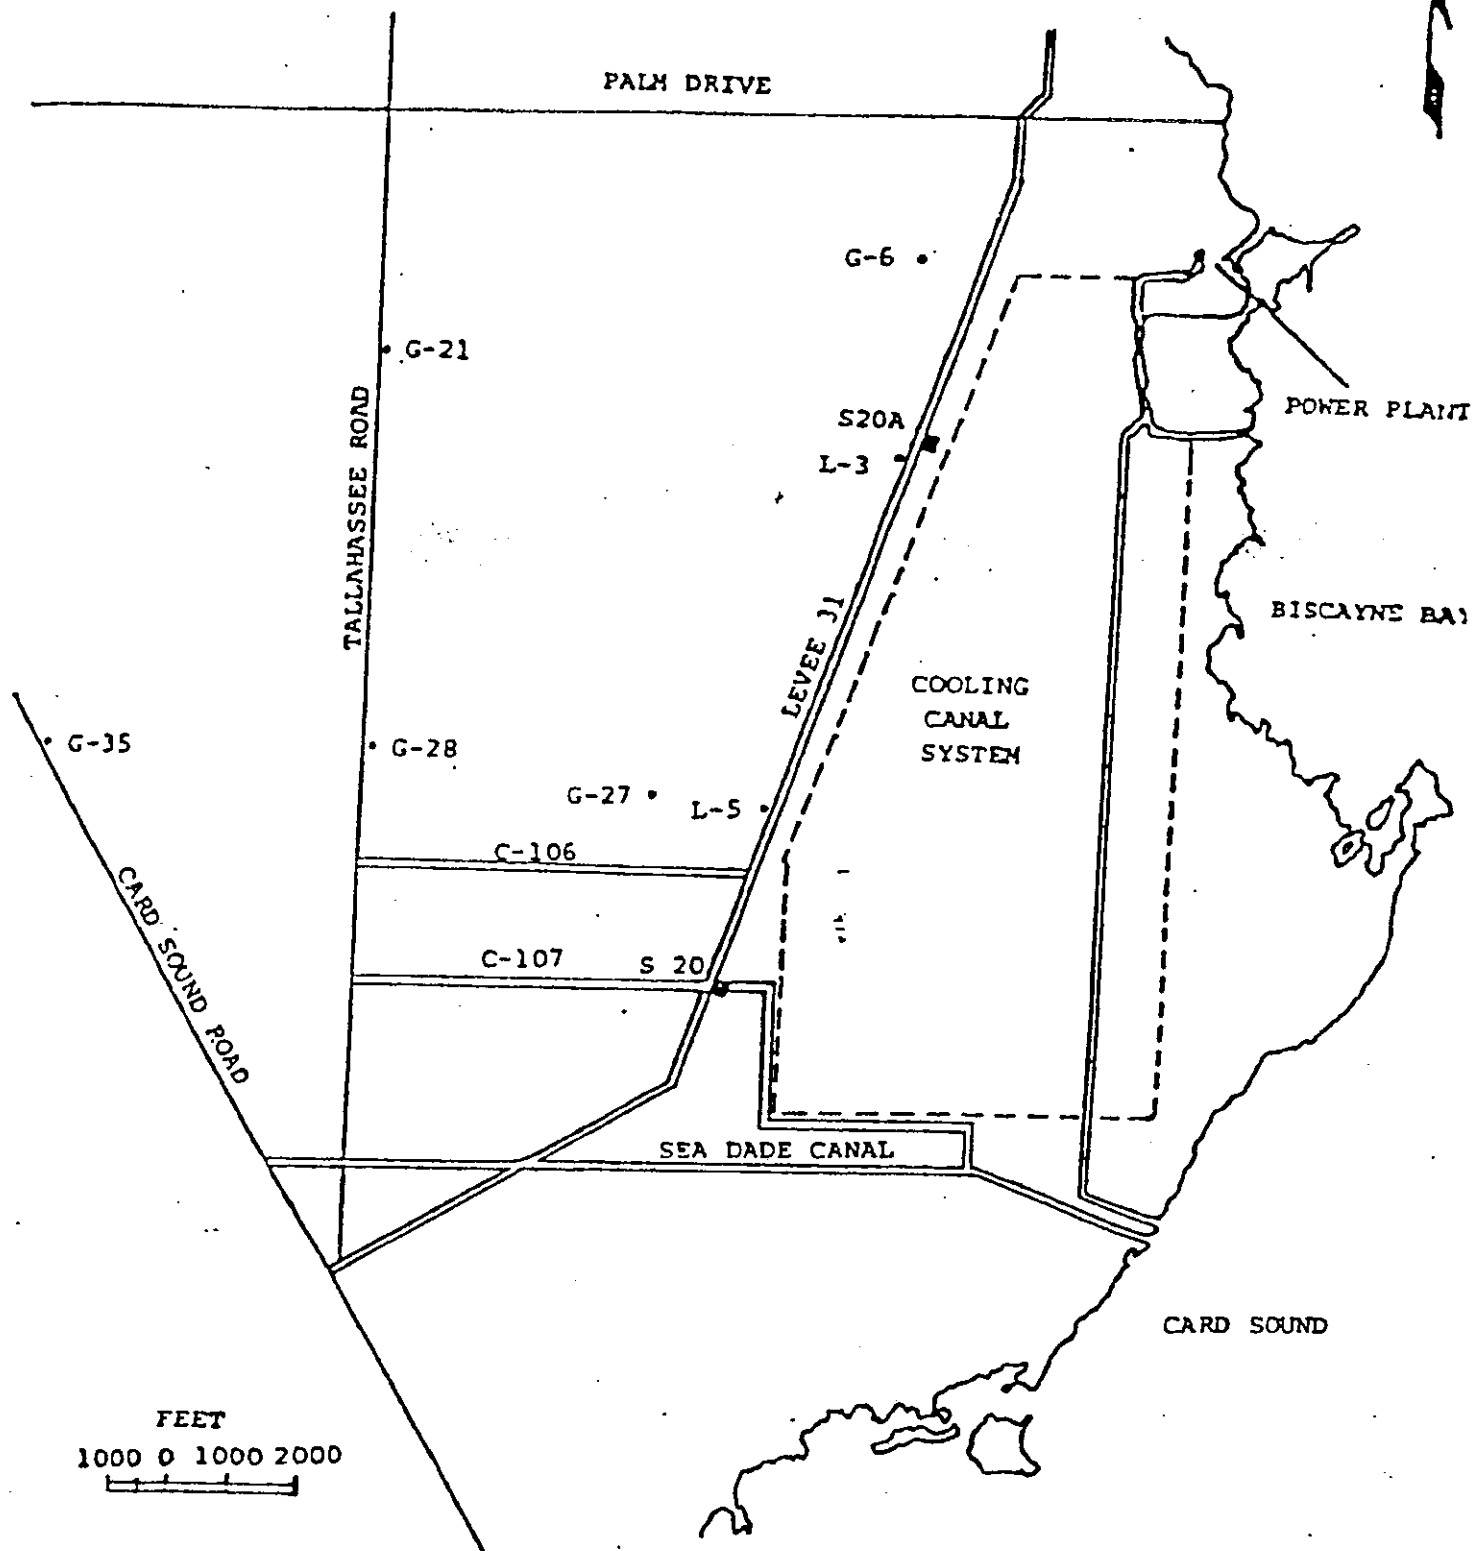 PALM DRIVE
G-6
G-21
POWER PLANT
S20A
L-3
TALLAHASSEE ROAD
LEVEE 31
BISCAYNE BAY
COOLING
CANAL
SYSTEM
G-35
G-28
G-27
L-5
C-106
CARD SOUND ROAD
C-107
S 20
SEA DADE CANAL
CARD SOUND
FEET
1000 0 1000 2000